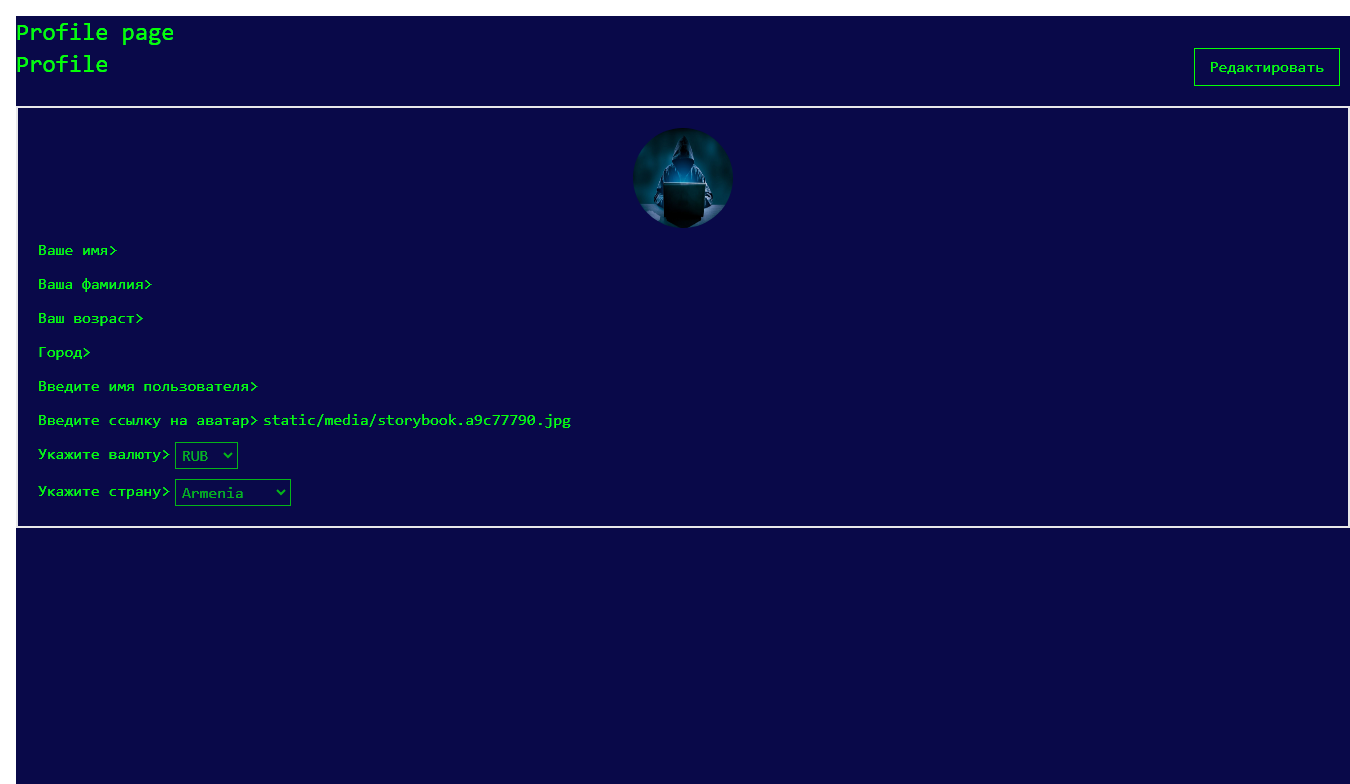 Profile page
Profile
Редактировать
Ваше имя>
Ваша фамилия>
Ваш возраст>
Город>
Введите имя пользователя>
Введите ссылку на аватар> static/media/storybook.a9c77790.jpg
Укажите валюту> RUB
Укажите страну> Armenia